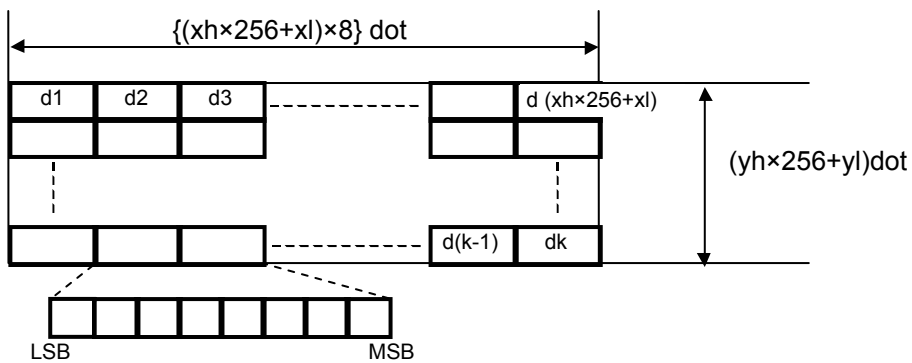 {(xh×256+xl)×8} dot
d1 d2 d3 d (xh×256+xl)
(yh×256+yl)dot
d(k-1) dk
LSB MSB